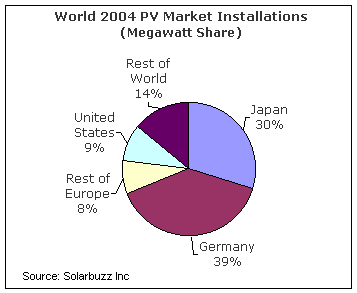 World 2004 PV Market Installations
(Megawatt Share)
Rest of
World
14%
Japan
30%
United
States
9%
Rest of
Europe
8%
Germany
39%
Source: Solarbuzz Inc